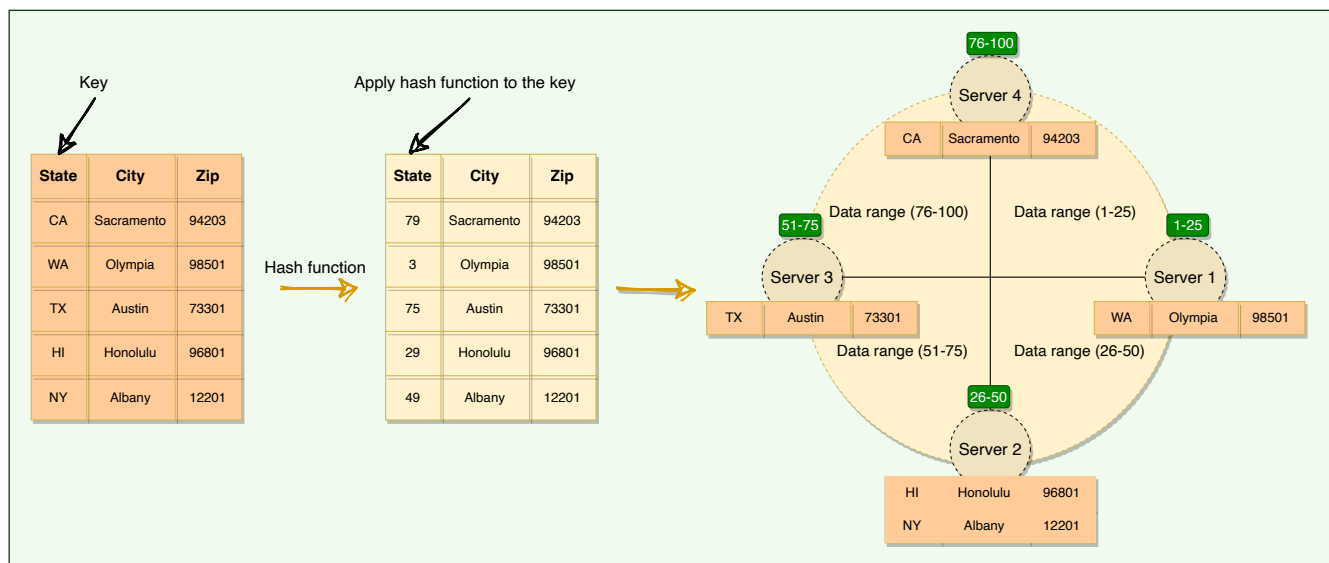 Key
State City Zip
CA Sacramento 94203
WA Olympia 98501
TX Austin 73301
HI Honolulu 96801
NY Albany 12201
Hash function
Apply hash function to the key
State City Zip
79 Sacramento 94203
3 Olympia 98501
75 Austin 73301
29 Honolulu 96801
49 Albany 12201
76-100
Server 4
CA Sacramento 94203
Data range (76-100)
Data range (1-25)
51-75
Server 3
TX Austin 73301
1-25
Server 1
WA Olympia 98501
Data range (51-75)
Data range (26-50)
26-50
Server 2
HI Honolulu 96801
NY Albany 12201